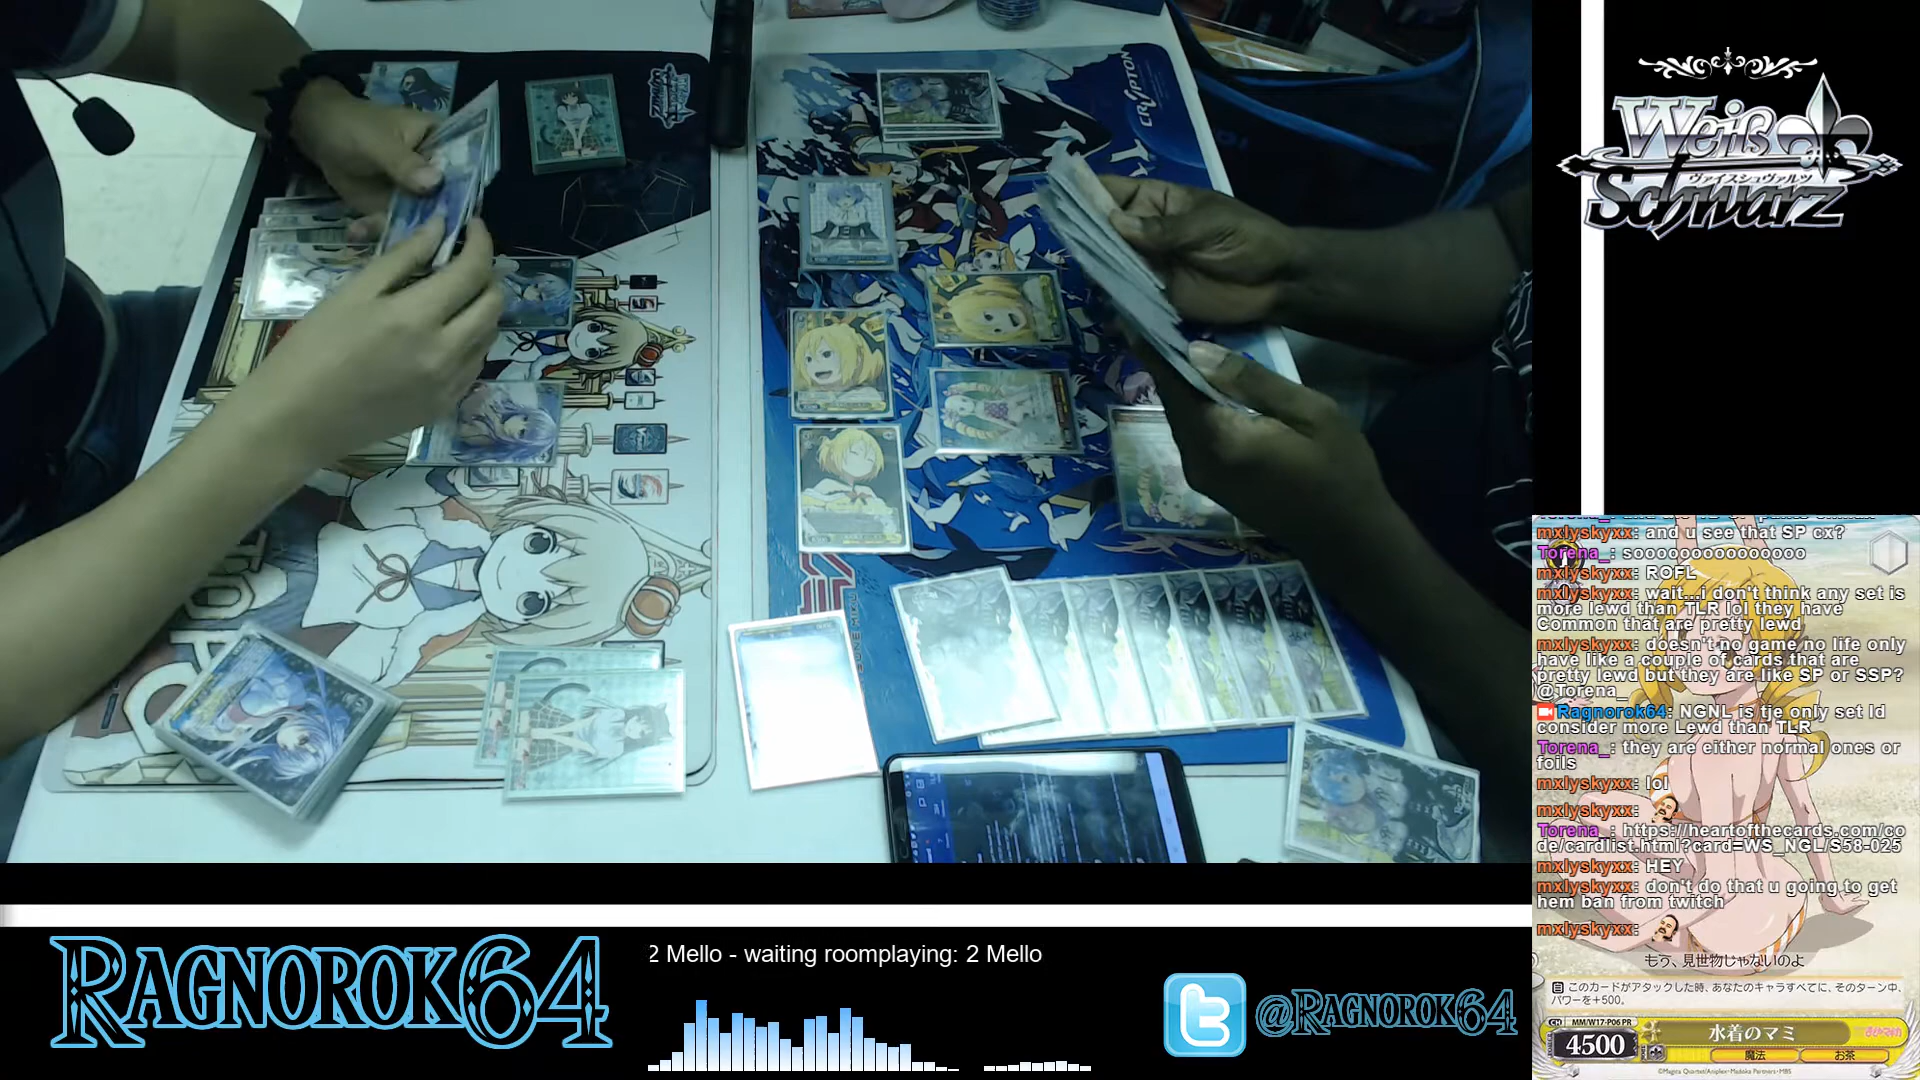 Weiß
ヴァイスシュヴァルツ
Schwarz
CRYPTON
mxlyskyxx: and u see that SP cx?
Torena_: sooooooooooooooo
mxlyskyxx: ROFL
mxlyskyxx: wait...i don't think any set is
more lewd than TLR lol they have
Common that are pretty lewd
mxlyskyxx: doesn't no game no life only
have like a couple of cards that are
pretty lewd but they are like SP or SSP?
@Torena_
Ragnorok64: NGNL is tje only set Id
consider more Lewd than TLR
Torena_: they are either normal ones or
foils
mxlyskyxx: lol
mxlyskyxx:
Torena_: https://heartofthecards.com/co
de/cardlist.html?card=WS_NGL/S58-025
mxlyskyxx: HEY
mxlyskyxx: don't do that u going to get
hem ban from twitch
mxlyskyxx:
もう、見世物じゃないのよ
このカードがアタックした時、あなたのキャラすべてに、そのターン中、
パワーを+500。
CH MM/W17-P06 PR
4500
水着のマミ
魔法 お茶
RAGNOROK64
2 Mello - waiting roomplaying: 2 Mello
@RAGNOROK64